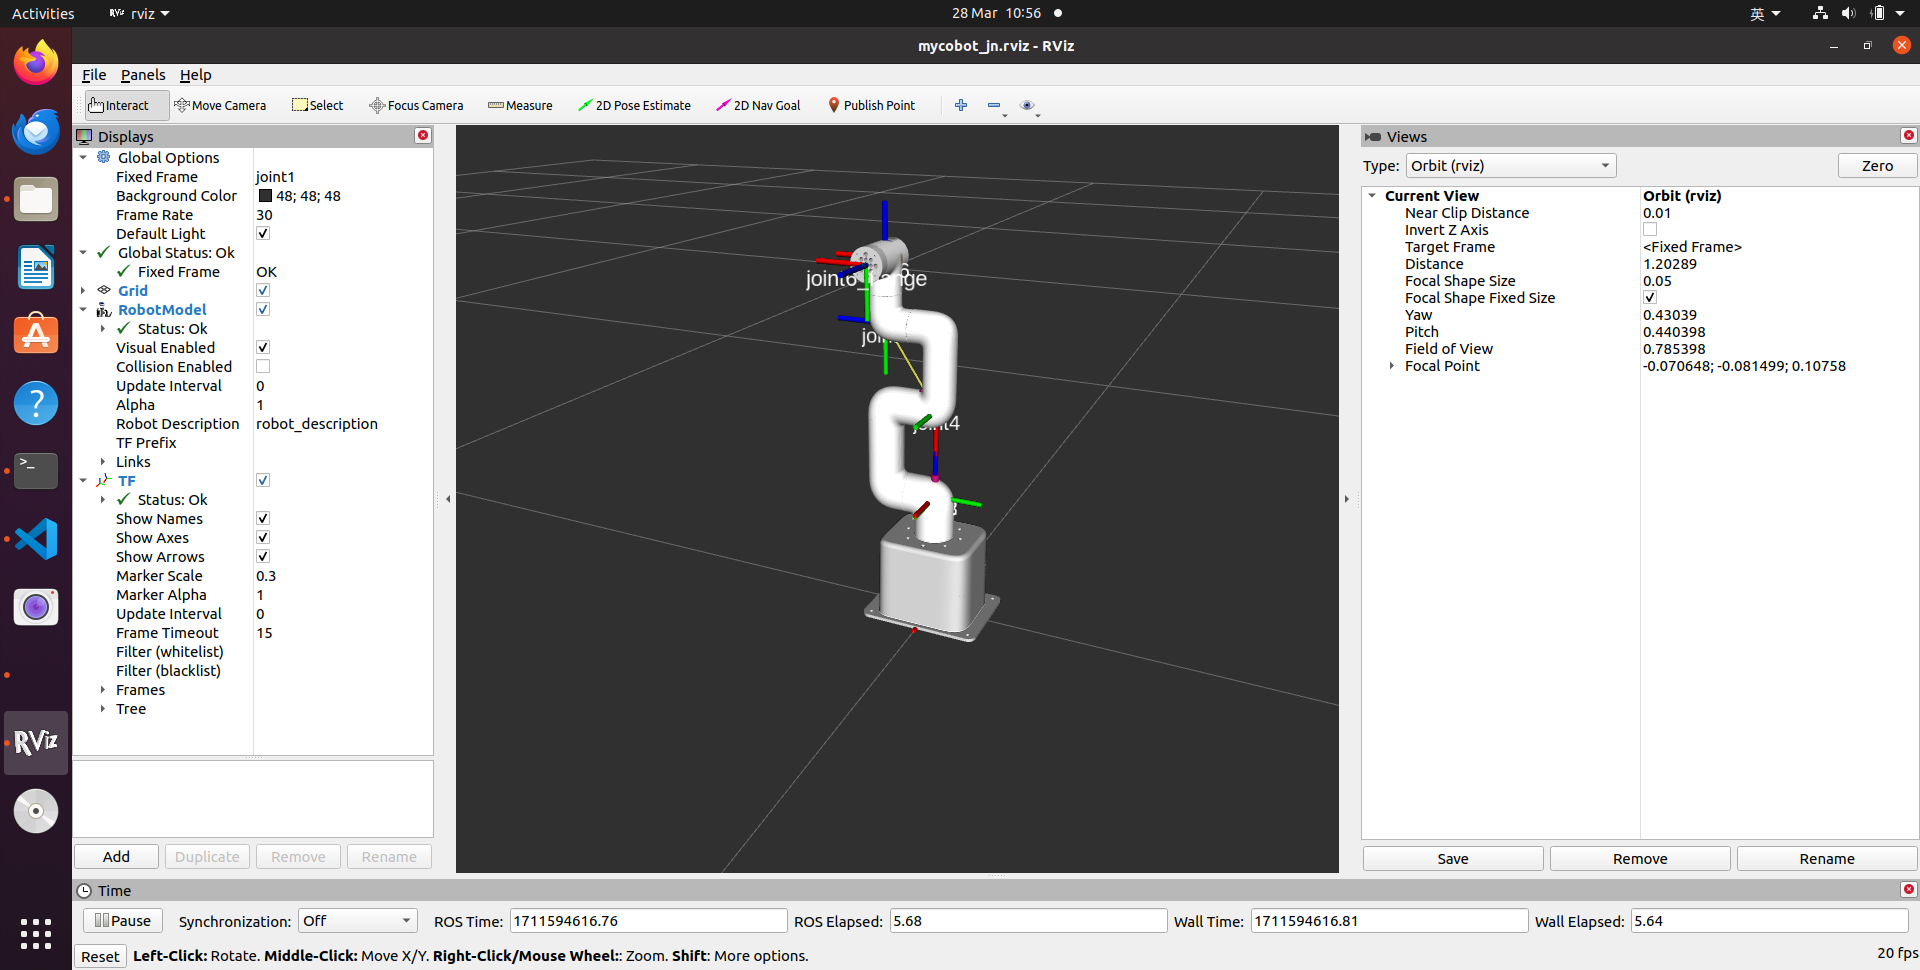 Activities
rviz
28 Mar 10:56
英
mycobot_jn.rviz - RViz
File Panels Help
Interact
Move Camera
Select
Focus Camera
Measure
2D Pose Estimate
2D Nav Goal
Publish Point
Displays
Global Options
Fixed Frame joint1
Background Color 48; 48; 48
Frame Rate 30
Default Light
Global Status: Ok
Fixed Frame OK
Grid
RobotModel
Status: Ok
Visual Enabled
Collision Enabled
Update Interval 0
Alpha 1
Robot Description robot_description
TF Prefix
Links
TF
Status: Ok
Show Names
Show Axes
Show Arrows
Marker Scale 0.3
Marker Alpha 1
Update Interval 0
Frame Timeout 15
Filter (whitelist)
Filter (blacklist)
Frames
Tree
Add Duplicate Remove Rename
joint4
Views
Type: Orbit (rviz) Zero
Current View Orbit (rviz)
Near Clip Distance 0.01
Invert Z Axis
Target Frame <Fixed Frame>
Distance 1.20289
Focal Shape Size 0.05
Focal Shape Fixed Size
Yaw 0.43039
Pitch 0.440398
Field of View 0.785398
Focal Point -0.070648; -0.081499; 0.10758
Save Remove Rename
Time
Pause Synchronization: Off ROS Time: 1711594616.76 ROS Elapsed: 5.68 Wall Time: 1711594616.81 Wall Elapsed: 5.64
Reset Left-Click: Rotate. Middle-Click: Move X/Y. Right-Click/Mouse Wheel:: Zoom. Shift: More options. 20 fps
RViz